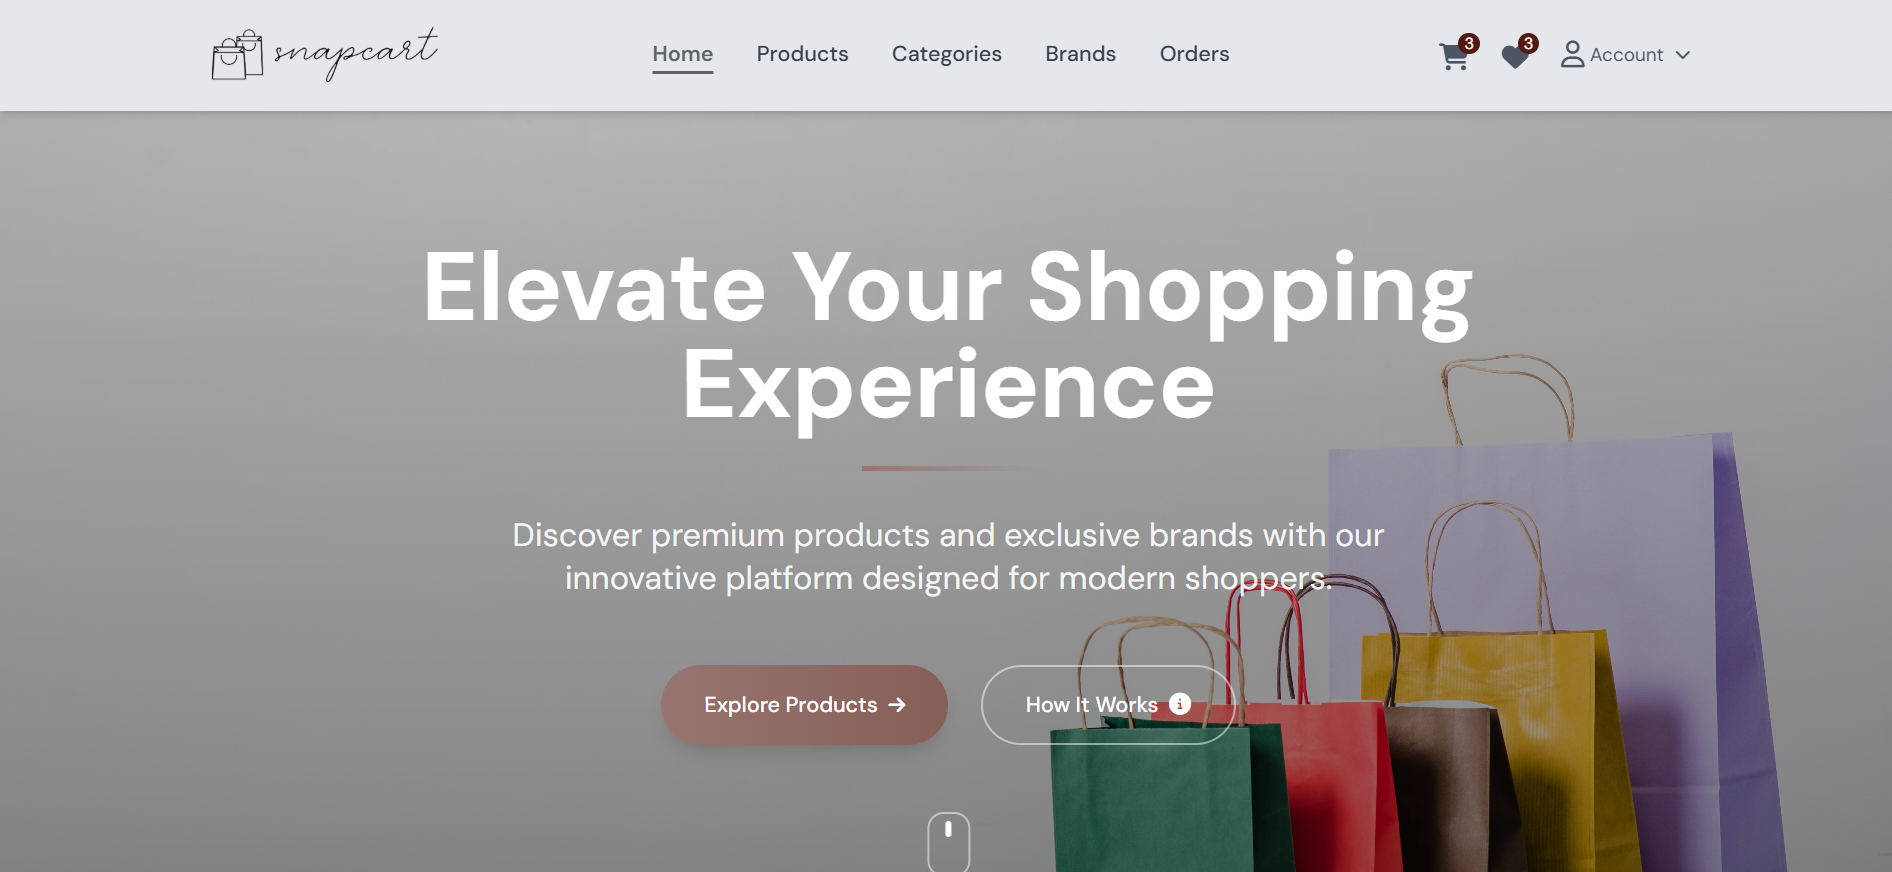 snapcart
Home Products Categories Brands Orders
3 3 Account
Elevate Your Shopping
Experience
Discover premium products and exclusive brands with our
innovative platform designed for modern shoppers.
Explore Products
How It Works i